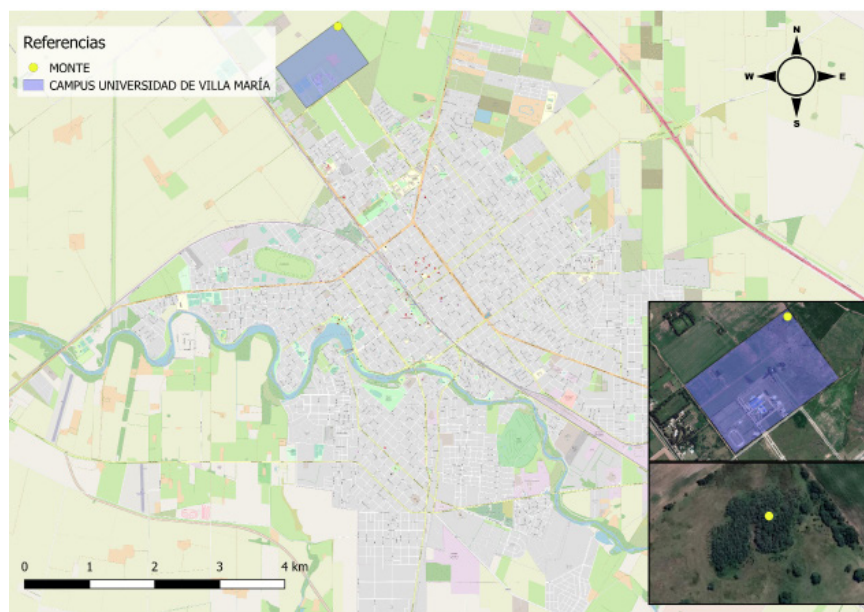 Referencias
MONTE
CAMPUS UNIVERSIDAD DE VILLA MARÍA
N
W E
S
0 1 2 3 4 km